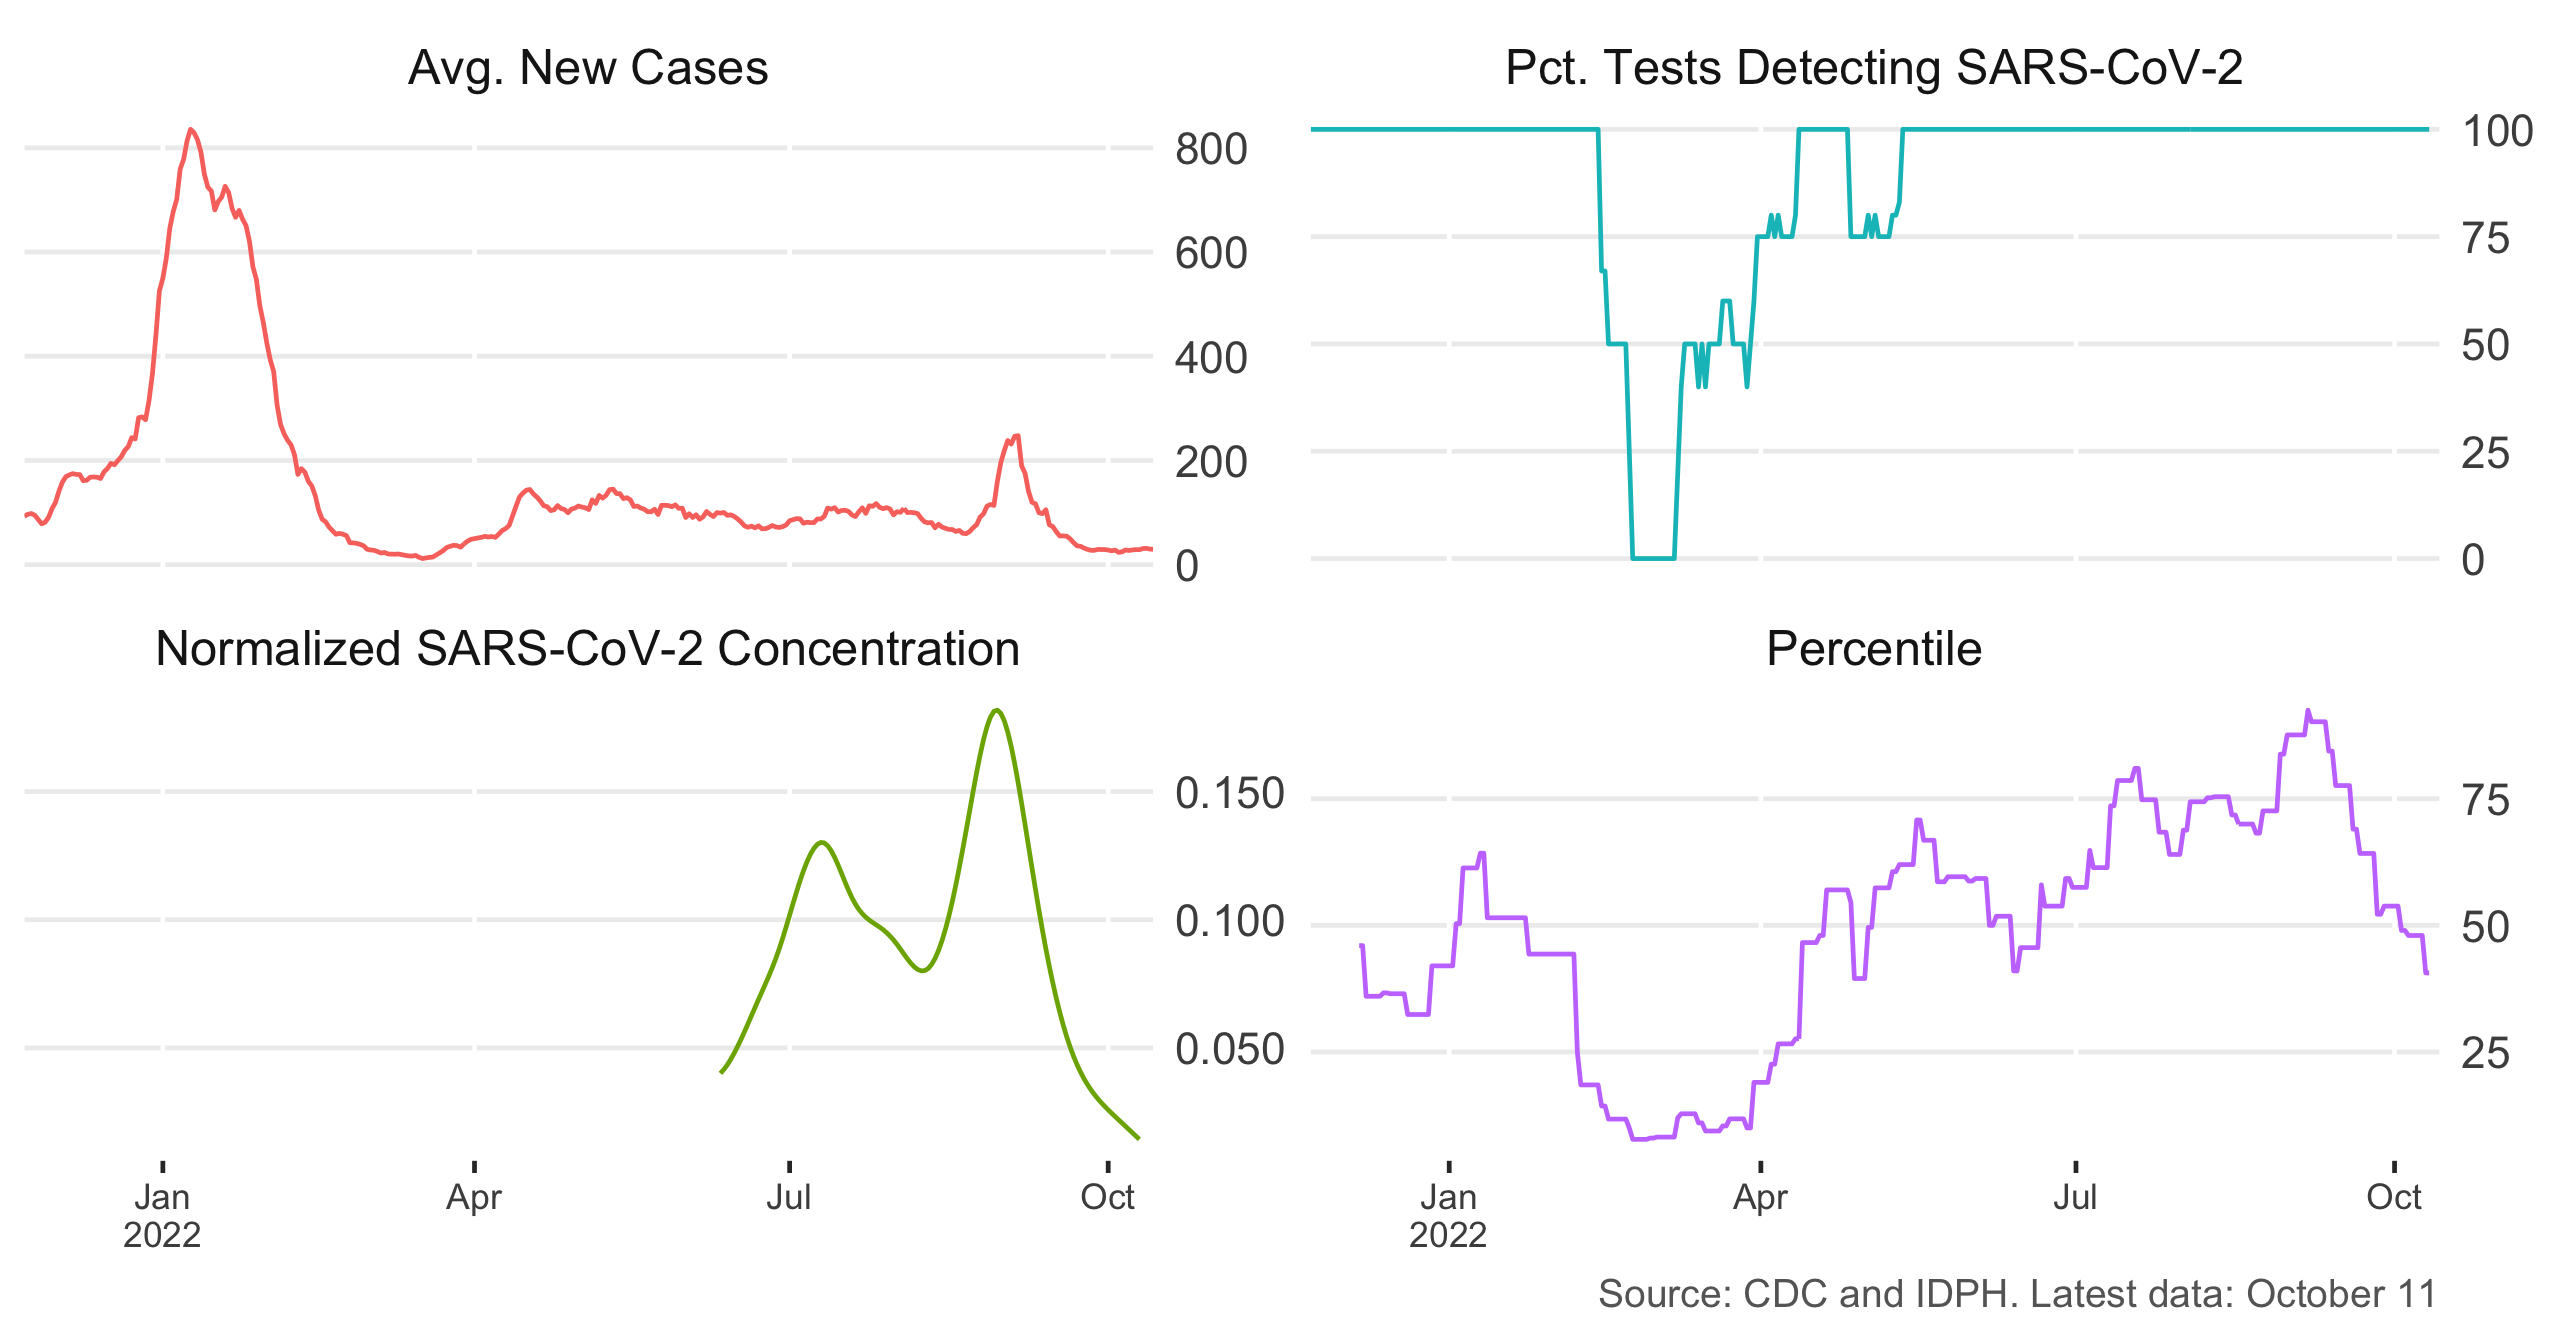 Avg. New Cases
800
600
400
200
0
Pct. Tests Detecting SARS-CoV-2
100
75
50
25
0
Normalized SARS-CoV-2 Concentration
0.150
0.100
0.050
Jan
2022
Apr
Jul
Oct
Percentile
75
50
25
Jan
2022
Apr
Jul
Oct
Source: CDC and IDPH. Latest data: October 11